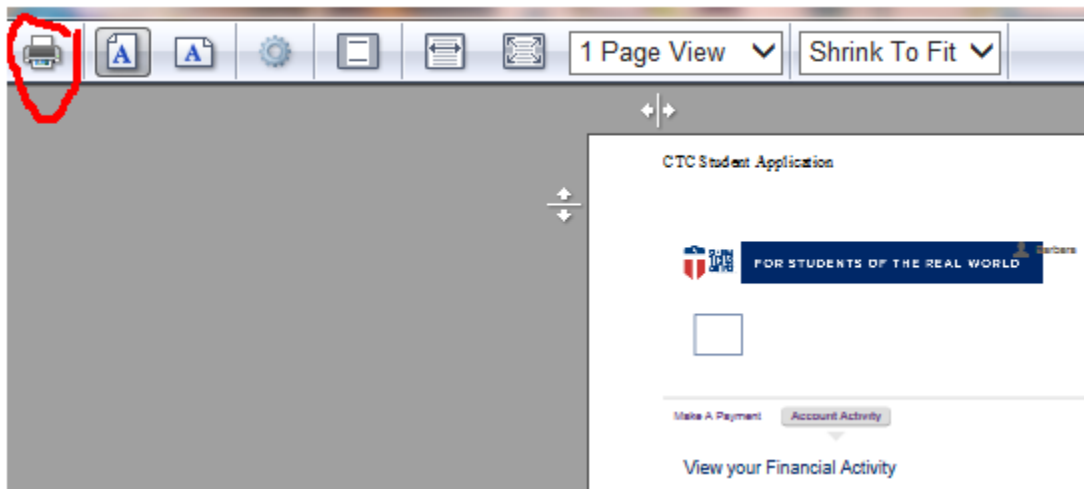 1 Page View
Shrink To Fit
CTC Student Application
FOR STUDENTS OF THE REAL WORLD
Barbara
Make A Payment
Account Activity
View your Financial Activity